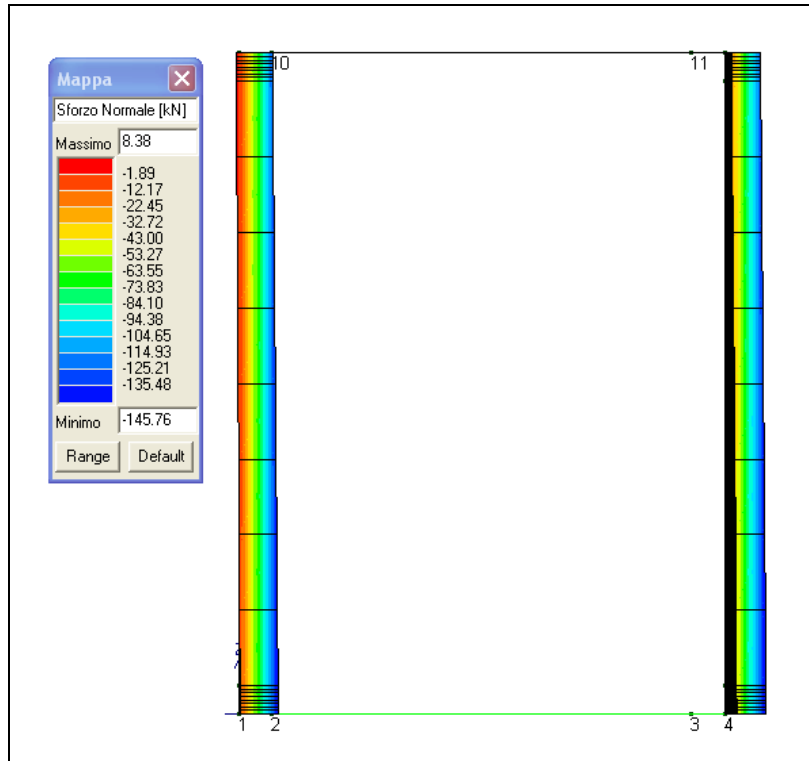 Mappa
Sforzo Normale [kN]
Massimo 8.38
-1.89
-12.17
-22.45
-32.72
-43.00
-53.27
-63.55
-73.83
-84.10
-94.38
-104.65
-114.93
-125.21
-135.48
Minimo -145.76
Range Default
10 11
1 2 3 4